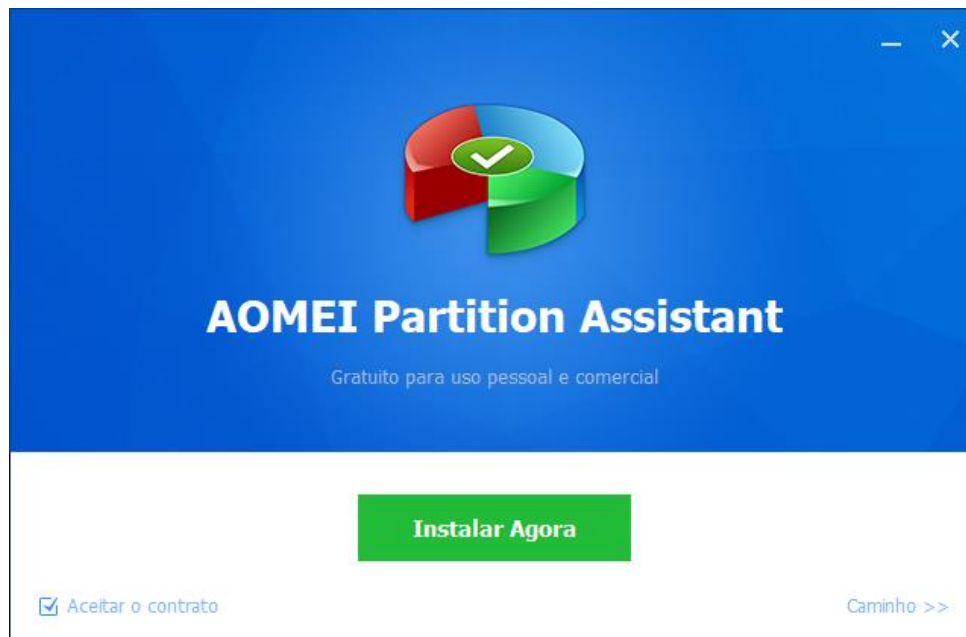 AOMEI Partition Assistant
Gratuito para uso pessoal e comercial
Instalar Agora
Aceitar o contrato
Caminho >>